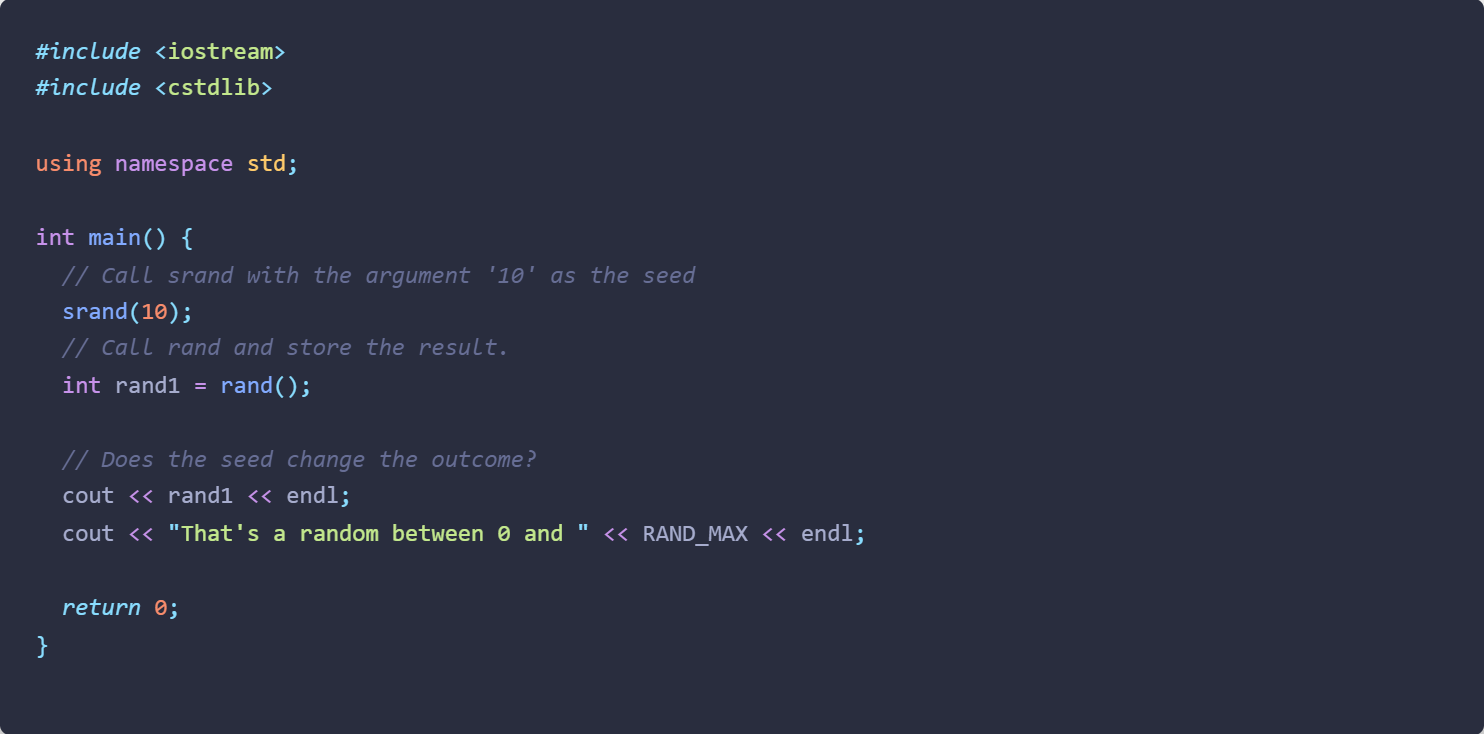 #include <iostream>
#include <cstdlib>
using namespace std;
int main() {
// Call srand with the argument '10' as the seed
srand(10);
// Call rand and store the result.
int rand1 = rand();
// Does the seed change the outcome?
cout << rand1 << endl;
cout << "That's a random between 0 and " << RAND_MAX << endl;
return 0;
}